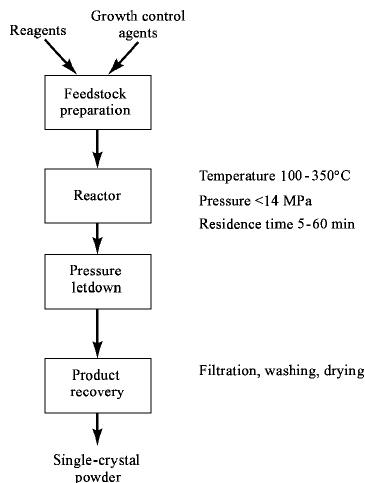 Reagents
Growth control
agents
Feedstock
preparation
Reactor
Temperature 100-350°C
Pressure <14 MPa
Residence time 5-60 min
Pressure
letdown
Product
recovery
Filtration, washing, drying
Single-crystal
powder